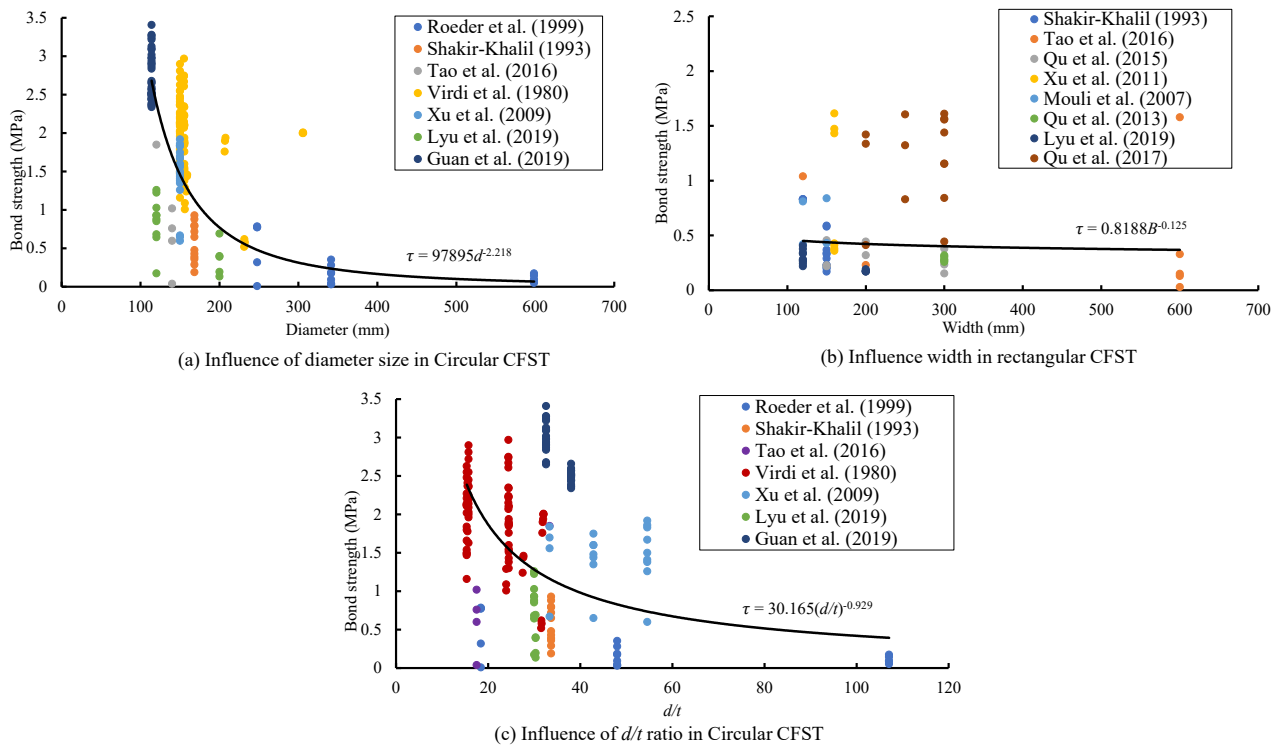 Bond strength (MPa)
3.5
3
2.5
2
1.5
1
0.5
0
0
100
200
300
400
500
600
700
Diameter (mm)
Roeder et al. (1999)
Shakir-Khalil (1993)
Tao et al. (2016)
Virdi et al. (1980)
Xu et al. (2009)
Lyu et al. (2019)
Guan et al. (2019)
τ = 97895d^-2.218
(a) Influence of diameter size in Circular CFST
Bond strength (MPa)
2.5
2
1.5
1
0.5
0
0
100
200
300
400
500
600
700
Width (mm)
Shakir-Khalil (1993)
Tao et al. (2016)
Qu et al. (2015)
Xu et al. (2011)
Mouli et al. (2007)
Qu et al. (2013)
Lyu et al. (2019)
Qu et al. (2017)
τ = 0.8188B^-0.125
(b) Influence width in rectangular CFST
Bond strength (MPa)
3.5
3
2.5
2
1.5
1
0.5
0
0
20
40
60
80
100
120
d/t
Roeder et al. (1999)
Shakir-Khalil (1993)
Tao et al. (2016)
Virdi et al. (1980)
Xu et al. (2009)
Lyu et al. (2019)
Guan et al. (2019)
τ = 30.165(d/t)^-0.929
(c) Influence of d/t ratio in Circular CFST